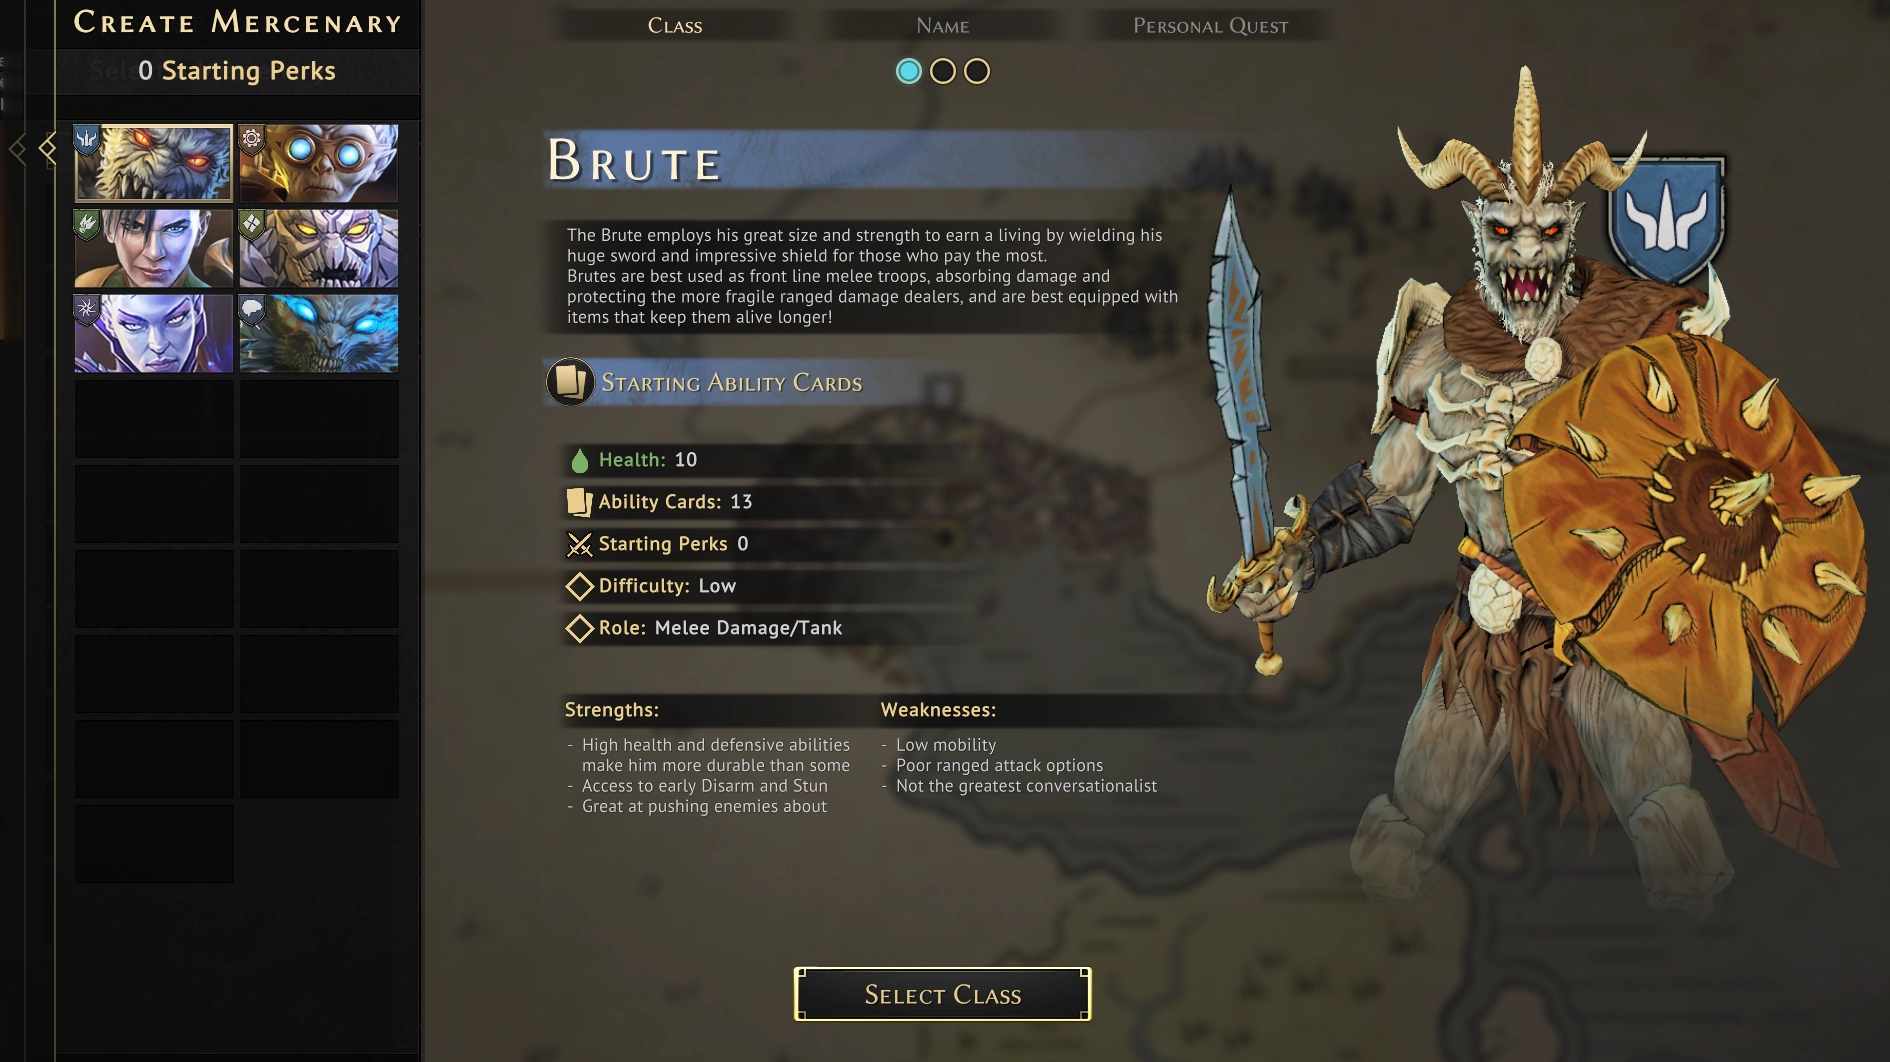 Create Mercenary
0 Starting Perks
Class
Name
Personal Quest
Brute
The Brute employs his great size and strength to earn a living by wielding his
huge sword and impressive shield for those who pay the most.
Brutes are best used as front line melee troops, absorbing damage and
protecting the more fragile ranged damage dealers, and are best equipped with
items that keep them alive longer!
Starting Ability Cards
Health: 10
Ability Cards: 13
Starting Perks 0
Difficulty: Low
Role: Melee Damage/Tank
Strengths:
- High health and defensive abilities
make him more durable than some
- Access to early Disarm and Stun
- Great at pushing enemies about
Weaknesses:
- Low mobility
- Poor ranged attack options
- Not the greatest conversationalist
Select Class